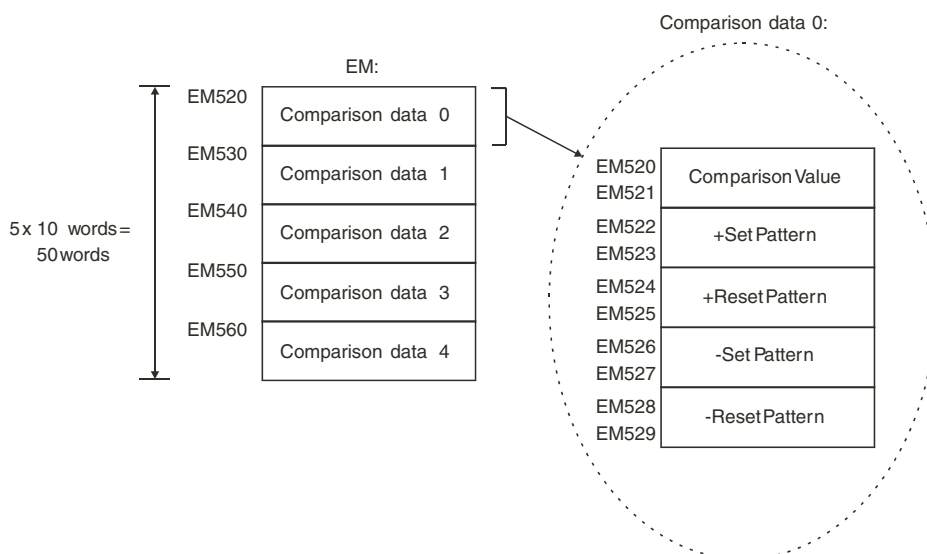 Comparison data 0:
EM:
EM520
Comparison data 0
EM530
Comparison data 1
EM540
Comparison data 2
EM550
Comparison data 3
EM560
Comparison data 4
5 x 10 words=
50 words
EM520
EM521
Comparison Value
EM522
EM523
+Set Pattern
EM524
EM525
+Reset Pattern
EM526
EM527
-Set Pattern
EM528
EM529
-Reset Pattern